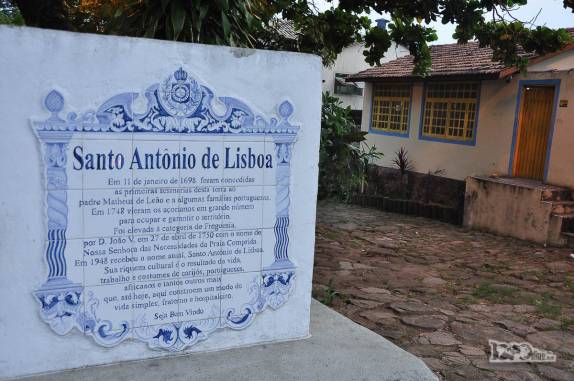 Santo Antônio de Lisboa
Em 11 de janeiro de 1698 foram concedidas
as primeiras sesmarias desta terra ao
padre Matheus de Leão e a algumas famílias portuguesas.
Em 1748 vieram os açorianos em grande número
para ocupar e garantir o território.
Foi elevada à categoria de Freguesia,
por D. João V, em 27 de abril de 1750 com o nome de
Nossa Senhora das Necessidades da Praia Comprida.
Em 1948 recebeu o nome atual, Santo Antônio de Lisboa.
Sua riqueza cultural é o resultado da vida,
trabalho e costumes de carijós, portugueses,
africanos e tantos outros mais
que, até hoje, aqui constroem um modo de
vida simples, fraterno e hospitaleiro.
Seja Bem Vindo